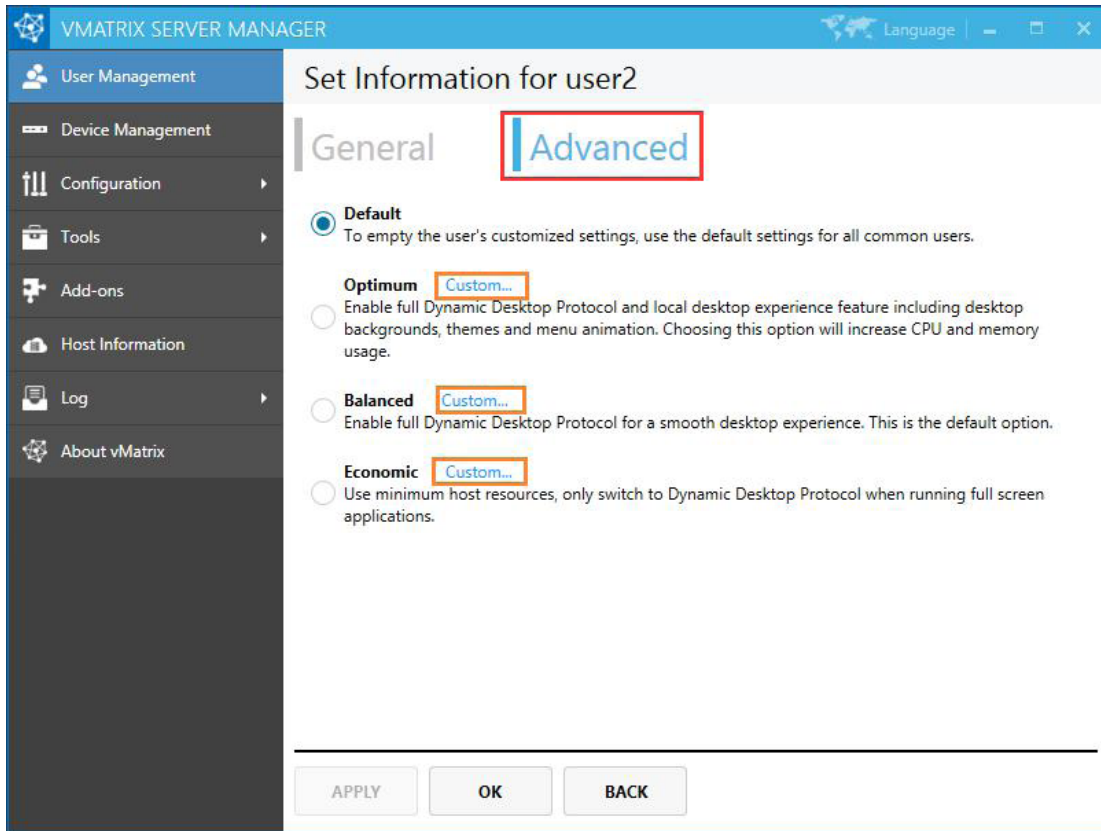 VMATRIX SERVER MANAGER
Language
User Management
Device Management
Configuration
Tools
Add-ons
Host Information
Log
About vMatrix
Set Information for user2
General
Advanced
Default
To empty the user's customized settings, use the default settings for all common users.
Optimum Custom...
Enable full Dynamic Desktop Protocol and local desktop experience feature including desktop
backgrounds, themes and menu animation. Choosing this option will increase CPU and memory
usage.
Balanced Custom...
Enable full Dynamic Desktop Protocol for a smooth desktop experience. This is the default option.
Economic Custom...
Use minimum host resources, only switch to Dynamic Desktop Protocol when running full screen
applications.
APPLY
OK
BACK